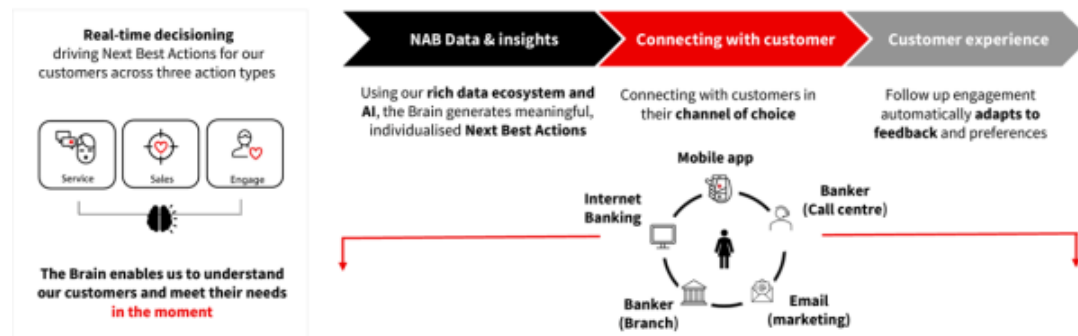 Real-time decisioning
driving Next Best Actions for our
customers across three action types
Service
Sales
Engage
The Brain enables us to understand
our customers and meet their needs
in the moment
NAB Data & insights
Connecting with customer
Customer experience
Using our rich data ecosystem and
AI, the Brain generates meaningful,
individualised Next Best Actions
Connecting with customers in
their channel of choice
Follow up engagement
automatically adapts to
feedback and preferences
Mobile app
Internet
Banking
Banker
(Call centre)
Banker
(Branch)
Email
(marketing)